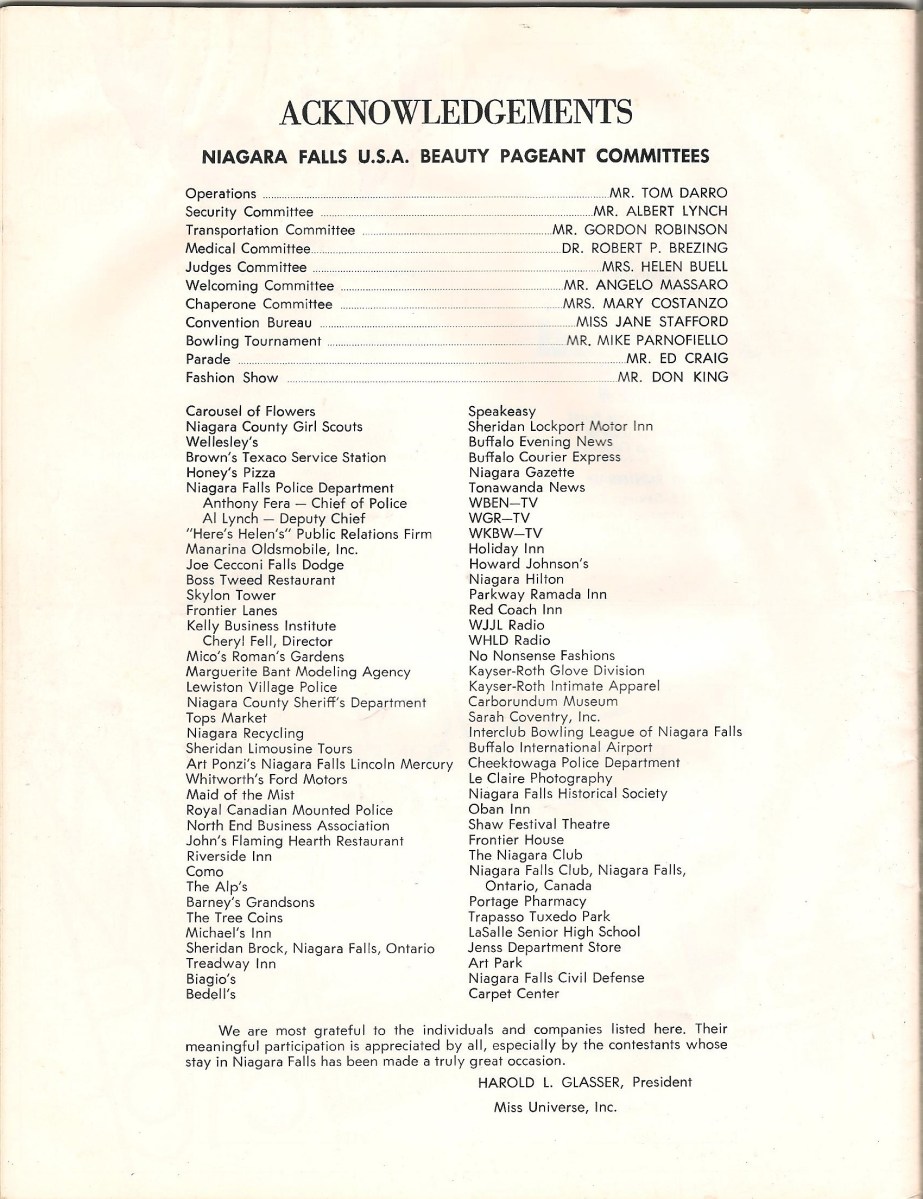 ACKNOWLEDGEMENTS
NIAGARA FALLS U.S.A. BEAUTY PAGEANT COMMITTEES
Operations ........ MR. TOM DARRO
Security Committee ........ MR. ALBERT LYNCH
Transportation Committee ........ MR. GORDON ROBINSON
Medical Committee ........ DR. ROBERT P. BREZING
Judges Committee ........ MRS. HELEN BUELL
Welcoming Committee ........ MR. ANGELO MASSARO
Chaperone Committee ........ MRS. MARY COSTANZO
Convention Bureau ........ MISS JANE STAFFORD
Bowling Tournament ........ MR. MIKE PARNOFIELLO
Parade ........ MR. ED CRAIG
Fashion Show ........ MR. DON KING
Carousel of Flowers
Niagara County Girl Scouts
Wellesley's
Brown's Texaco Service Station
Honey's Pizza
Niagara Falls Police Department
Anthony Fera — Chief of Police
Al Lynch — Deputy Chief
"Here's Helen's" Public Relations Firm
Manarina Oldsmobile, Inc.
Joe Cecconi Falls Dodge
Boss Tweed Restaurant
Skylon Tower
Frontier Lanes
Kelly Business Institute
Cheryl Fell, Director
Mico's Roman's Gardens
Marguerite Bant Modeling Agency
Lewiston Village Police
Niagara County Sheriff's Department
Tops Market
Niagara Recycling
Sheridan Limousine Tours
Art Ponzi's Niagara Falls Lincoln Mercury
Whitworth's Ford Motors
Maid of the Mist
Royal Canadian Mounted Police
North End Business Association
John's Flaming Hearth Restaurant
Riverside Inn
Como
The Alp's
Barney's Grandsons
The Tree Coins
Michael's Inn
Sheridan Brock, Niagara Falls, Ontario
Treadway Inn
Biagio's
Bedell's
Speakeasy
Sheridan Lockport Motor Inn
Buffalo Evening News
Buffalo Courier Express
Niagara Gazette
Tonawanda News
WBEN—TV
WGR—TV
WKBW—TV
Holiday Inn
Howard Johnson's
Niagara Hilton
Parkway Ramada Inn
Red Coach Inn
WJJL Radio
WHLD Radio
No Nonsense Fashions
Kayser-Roth Glove Division
Kayser-Roth Intimate Apparel
Carborundum Museum
Sarah Coventry, Inc.
Interclub Bowling League of Niagara Falls
Buffalo International Airport
Cheektowaga Police Department
Le Claire Photography
Niagara Falls Historical Society
Oban Inn
Shaw Festival Theatre
Frontier House
The Niagara Club
Niagara Falls Club, Niagara Falls,
Ontario, Canada
Portage Pharmacy
Trapasso Tuxedo Park
LaSalle Senior High School
Jenss Department Store
Art Park
Niagara Falls Civil Defense
Carpet Center
We are most grateful to the individuals and companies listed here. Their
meaningful participation is appreciated by all, especially by the contestants whose
stay in Niagara Falls has been made a truly great occasion.
HAROLD L. GLASSER, President
Miss Universe, Inc.